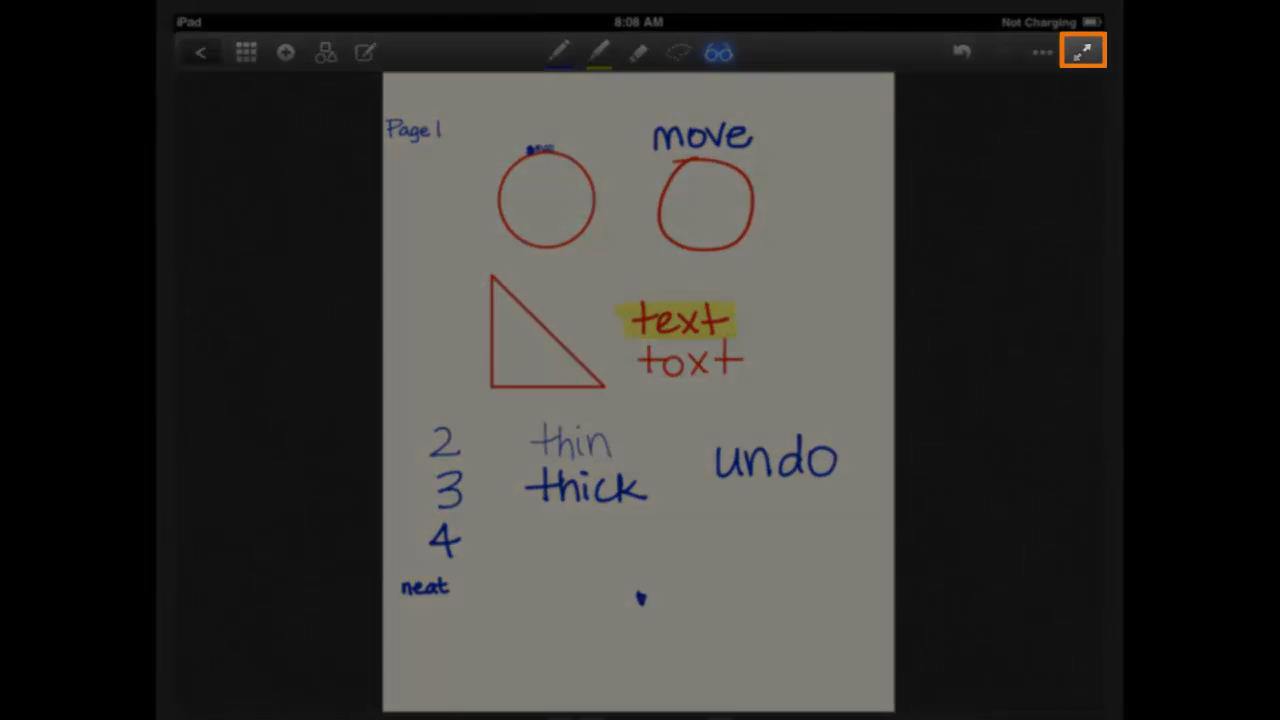 iPad 8:08 AM Not Charging
Page 1
move
text
toxt
2 thin
undo
3 thick
4
neat